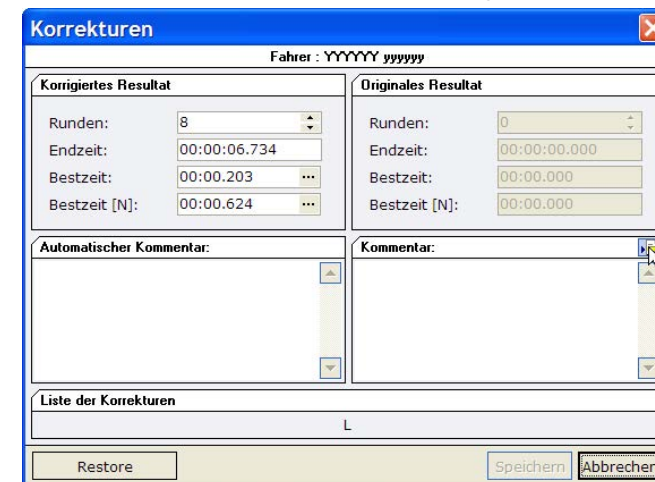 Korrekturen
Fahrer : YYYYYY yyyyyy
Korrigiertes Resultat
Runden: 8
Endzeit: 00:00:06.734
Bestzeit: 00:00.203 ...
Bestzeit [N]: 00:00.624 ...
Originales Resultat
Runden: 0
Endzeit: 00:00:00.000
Bestzeit: 00:00.000
Bestzeit [N]: 00:00.000
Automatischer Kommentar:
Kommentar:
Liste der Korrekturen
L
Restore
Speichern
Abbrechen